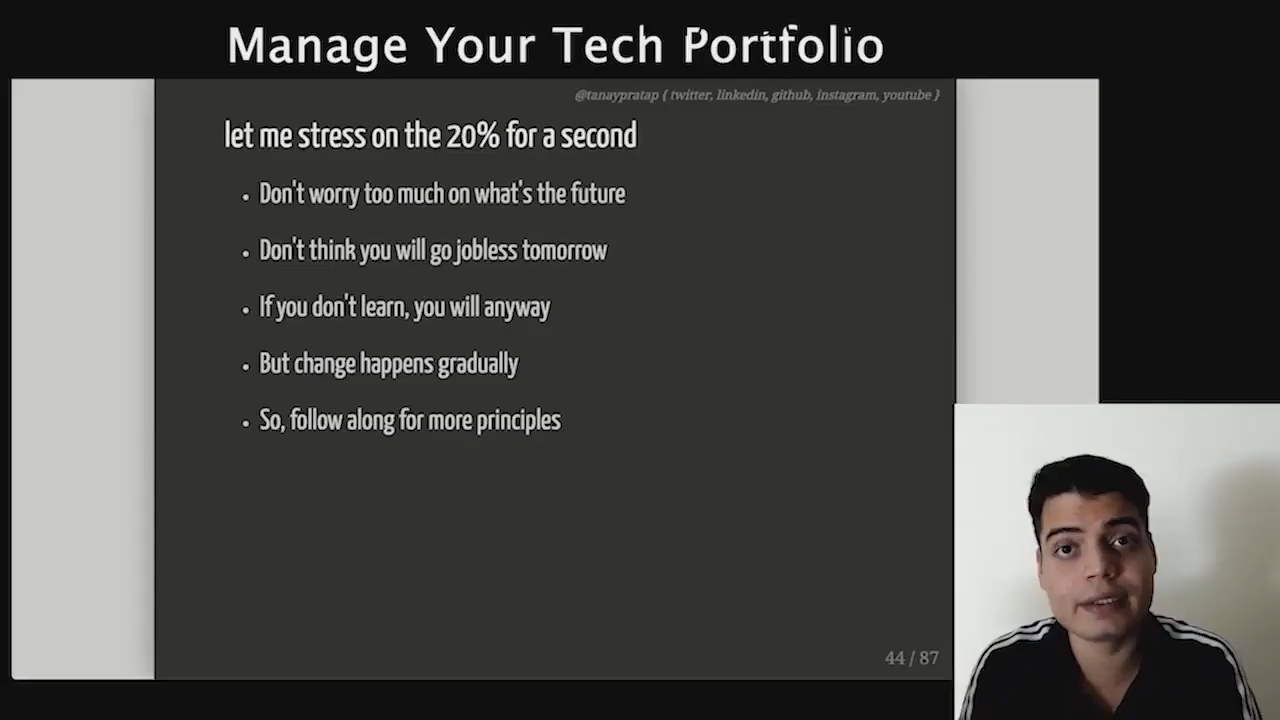 Manage Your Tech Portfolio
@tanaypratap { twitter, linkedin, github, instagram, youtube }
let me stress on the 20% for a second
• Don't worry too much on what's the future
• Don't think you will go jobless tomorrow
• If you don't learn, you will anyway
• But change happens gradually
• So, follow along for more principles
44 / 87